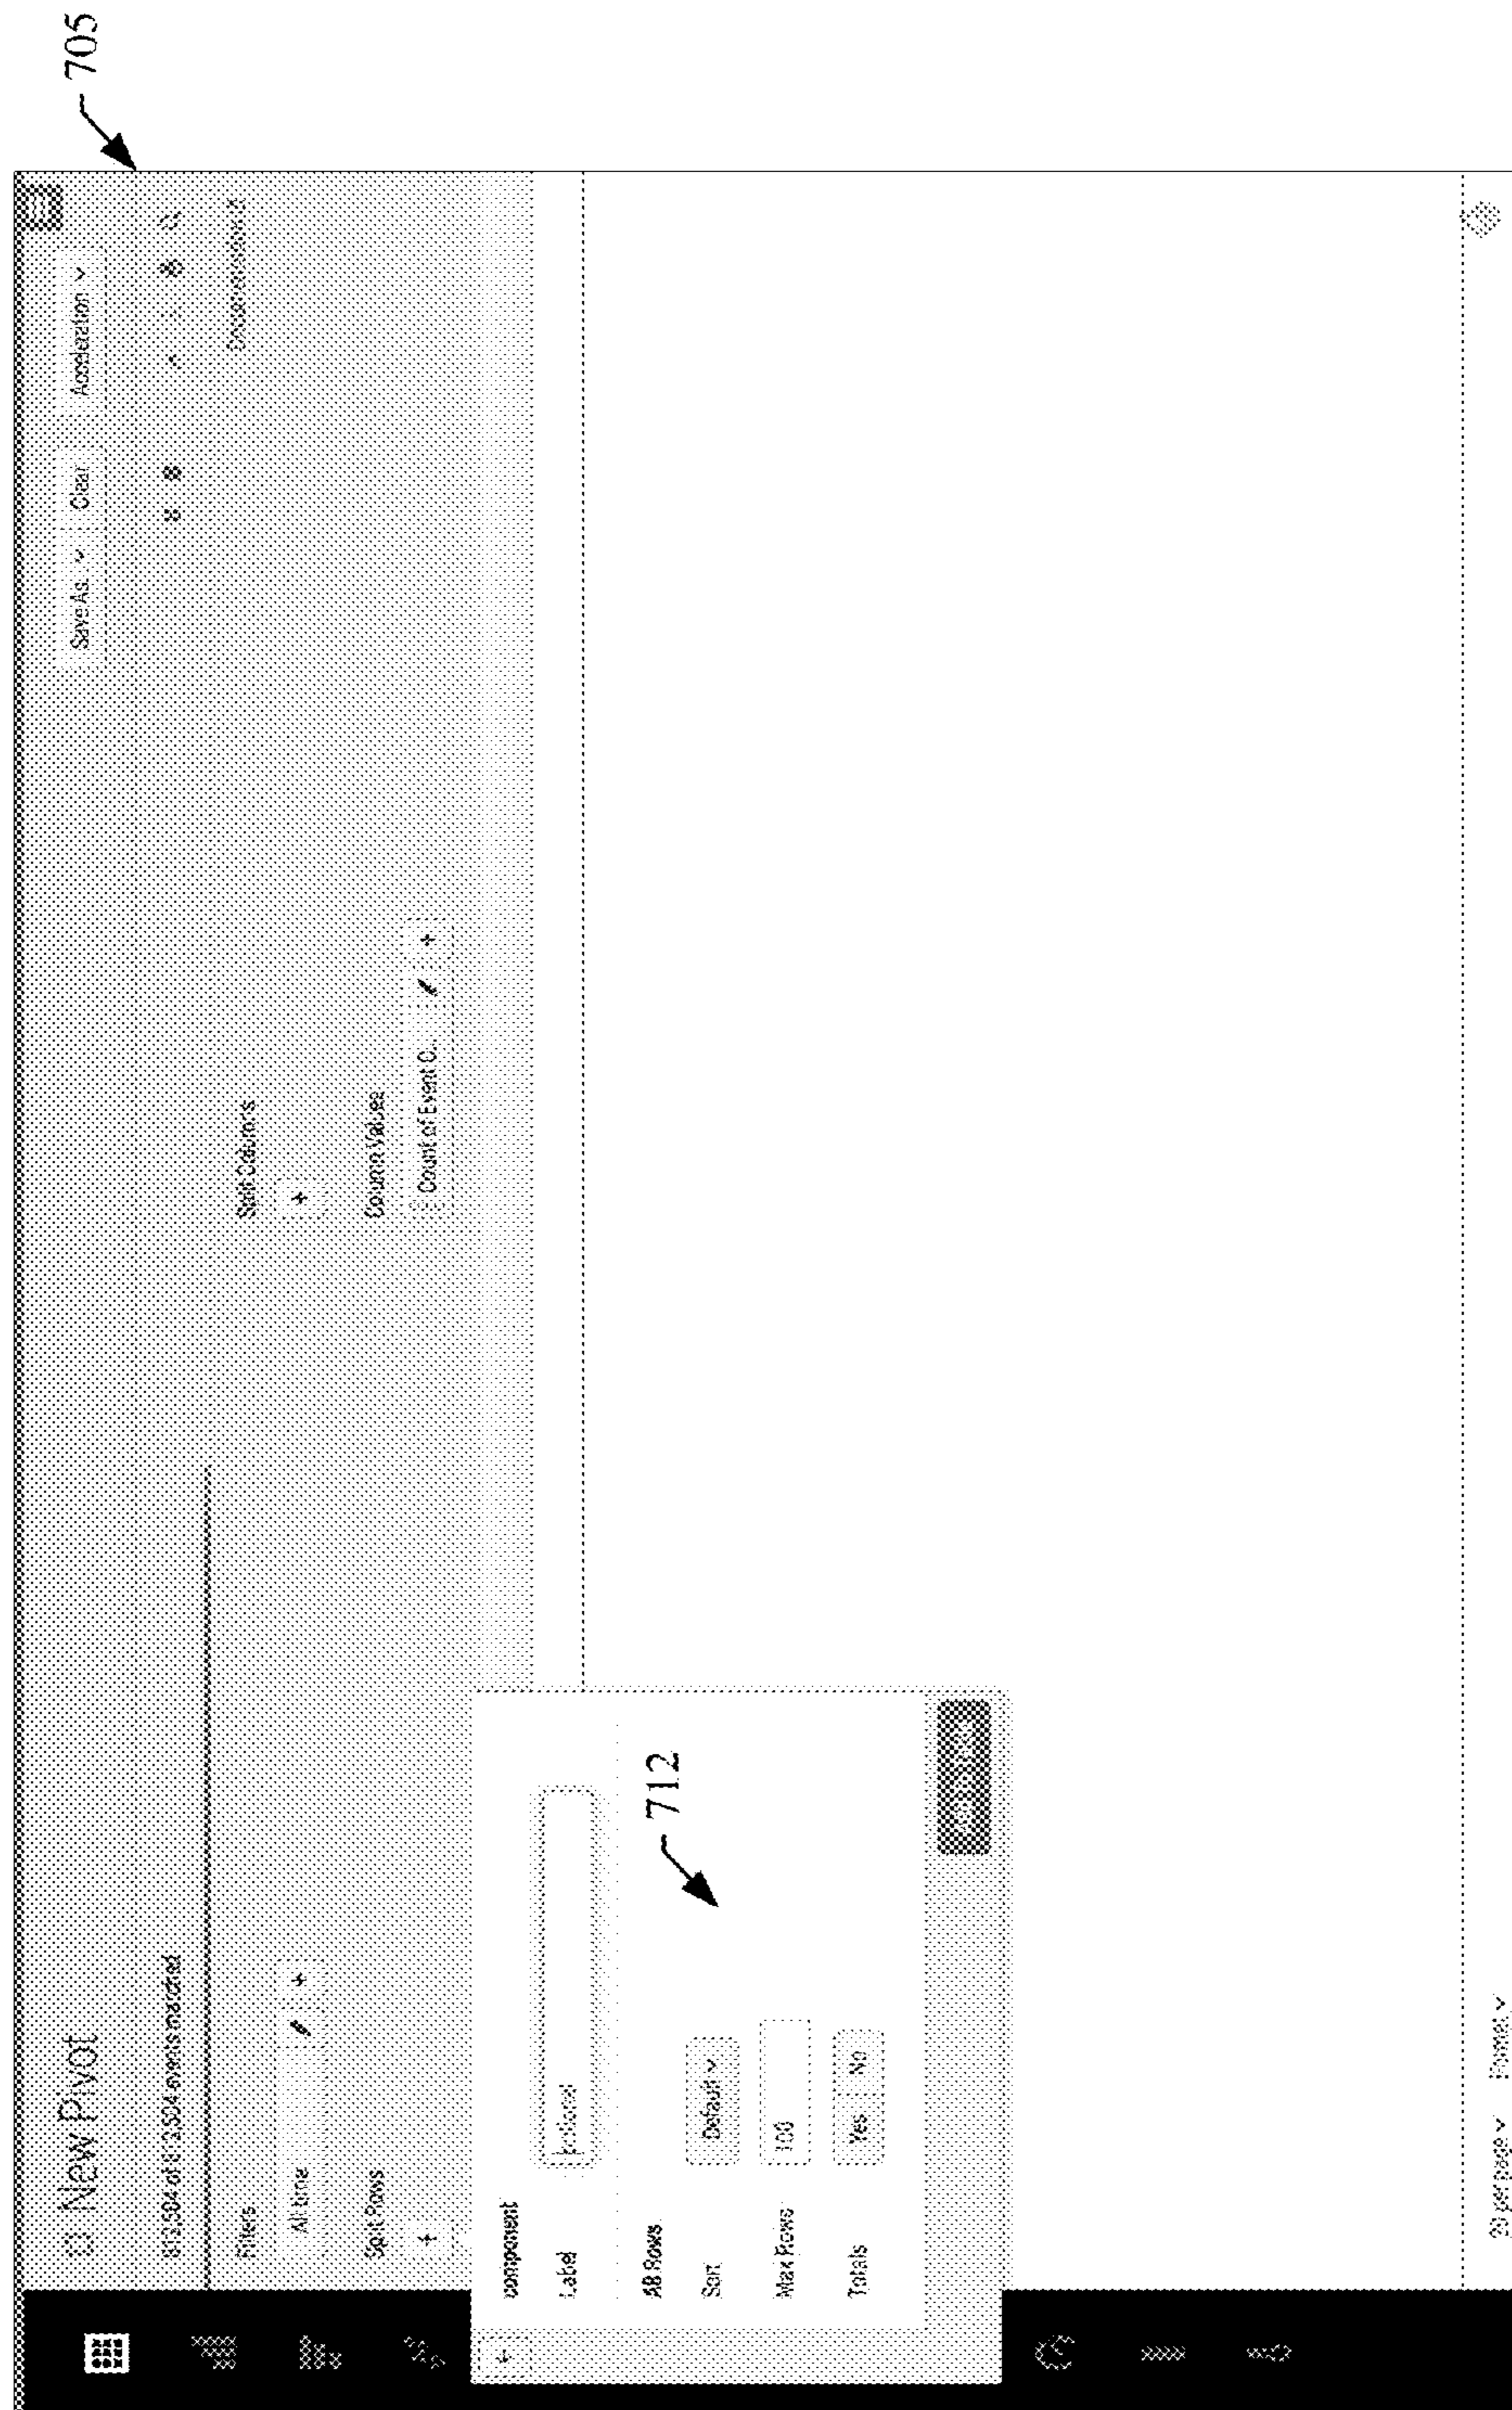 705
New Pivot
Save As ∨ Clear Acceleration ∨
813,504 of 813,504 events matched
Filters
Split Columns
Documentation
All time
+
+
Split Rows
Column Values
+
Count of Event O...
+
component
Label
optional
All Rows
712
Sort
Default ∨
Max Rows
100
Totals
Yes No
20 per page ∨ Format ∨